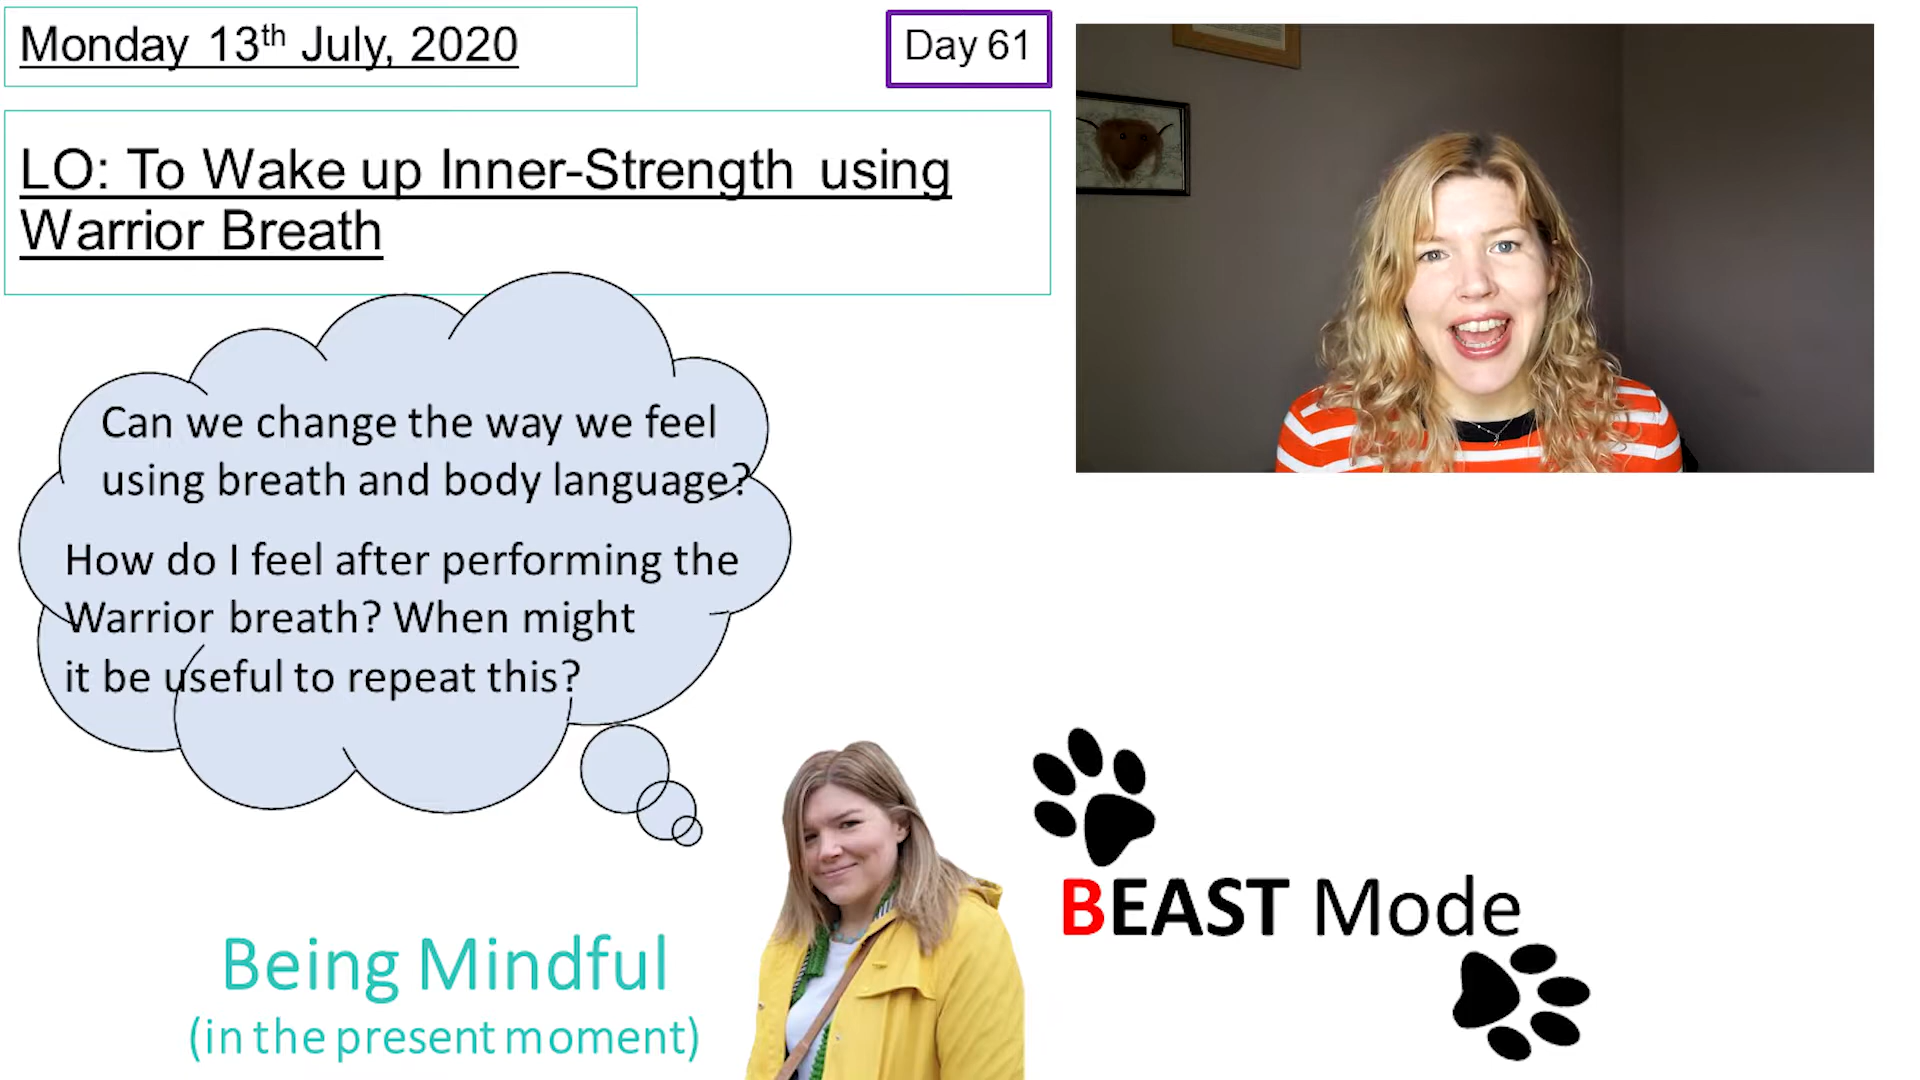 Monday 13th July, 2020
Day 61
LO: To Wake up Inner-Strength using
Warrior Breath
Can we change the way we feel
using breath and body language?
How do I feel after performing the
Warrior breath? When might
it be useful to repeat this?
BEAST Mode
Being Mindful
(in the present moment)